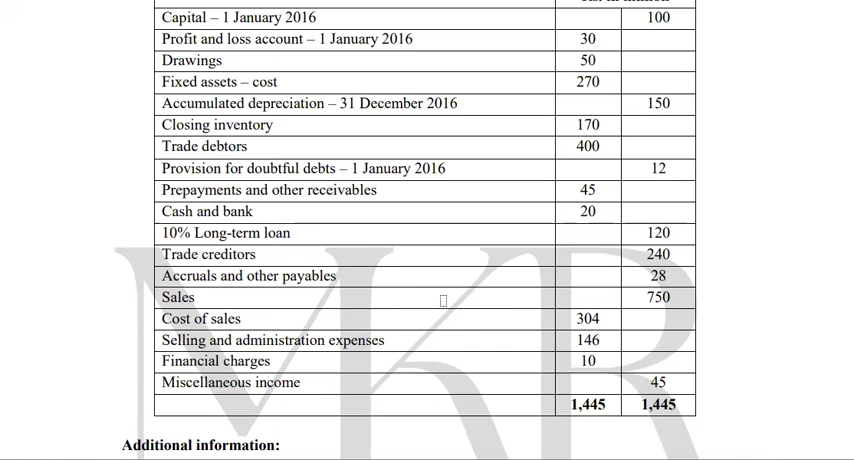 Capital – 1 January 2016 100
Profit and loss account – 1 January 2016 30
Drawings 50
Fixed assets – cost 270
Accumulated depreciation – 31 December 2016 150
Closing inventory 170
Trade debtors 400
Provision for doubtful debts – 1 January 2016 12
Prepayments and other receivables 45
Cash and bank 20
10% Long-term loan 120
Trade creditors 240
Accruals and other payables 28
Sales 750
Cost of sales 304
Selling and administration expenses 146
Financial charges 10
Miscellaneous income 45
1,445 1,445
Additional information:
MKR